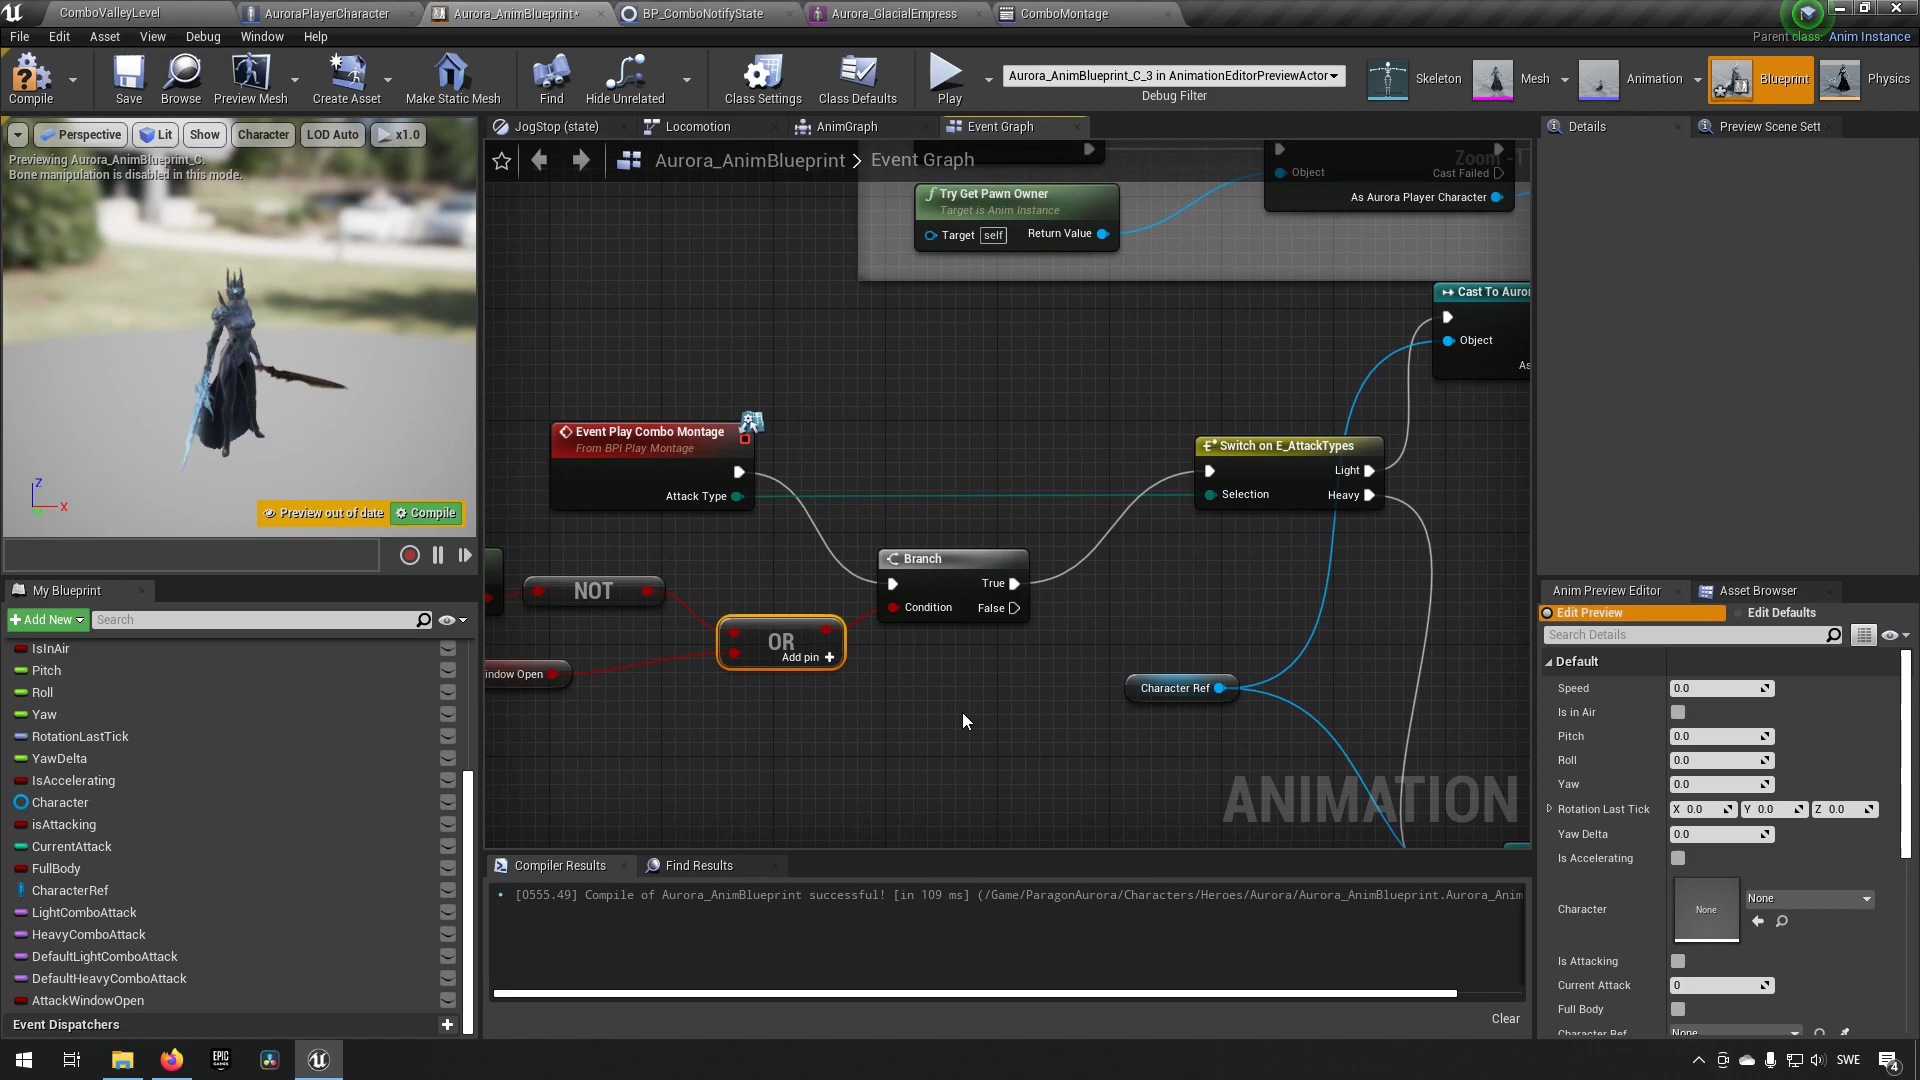 ComboValleyLevel
AuroraPlayerCharacter
Aurora_AnimBlueprint*
BP_ComboNotifyState
Aurora_GlacialEmpress
ComboMontage
File
Edit
Asset
View
Debug
Window
Help
Parent class: Anim Instance
Compile
Save
Browse
Preview Mesh
Create Asset
Make Static Mesh
Find
Hide Unrelated
Class Settings
Class Defaults
Play
Aurora_AnimBlueprint_C_3 in AnimationEditorPreviewActor
Debug Filter
Skeleton
Mesh
Animation
Blueprint
Physics
Perspective
Lit
Show
Character
LOD Auto
x1.0
Previewing Aurora_AnimBlueprint_C.
Bone manipulation is disabled in this mode.
Z
X
Preview out of date
Compile
JogStop (state)
Locomotion
AnimGraph
Event Graph
Aurora_AnimBlueprint > Event Graph
Zoom -1
Try Get Pawn Owner
Target is Anim Instance
Target self
Return Value
Object
Cast Failed
As Aurora Player Character
Cast To Auror
Object
As
Event Play Combo Montage
From BPI Play Montage
Attack Type
Switch on E_AttackTypes
Light
Selection
Heavy
Branch
True
Condition
False
NOT
OR
Add pin +
indow Open
Character Ref
ANIMATION
My Blueprint
Add New
Search
IsInAir
Pitch
Roll
Yaw
RotationLastTick
YawDelta
IsAccelerating
Character
isAttacking
CurrentAttack
FullBody
CharacterRef
LightComboAttack
HeavyComboAttack
DefaultLightComboAttack
DefaultHeavyComboAttack
AttackWindowOpen
Event Dispatchers
Compiler Results
Find Results
[0555.49] Compile of Aurora_AnimBlueprint successful! [in 109 ms] (/Game/ParagonAurora/Characters/Heroes/Aurora/Aurora_AnimBlueprint.Aurora_Anim
Clear
Details
Preview Scene Sett
Anim Preview Editor
Asset Browser
Edit Preview
Edit Defaults
Search Details
Default
Speed 0.0
Is in Air
Pitch 0.0
Roll 0.0
Yaw 0.0
Rotation Last Tick X 0.0 Y 0.0 Z 0.0
Yaw Delta 0.0
Is Accelerating
Character
None
None
Is Attacking
Current Attack 0
Full Body
Character Ref None
EPIC GAMES
SWE
4